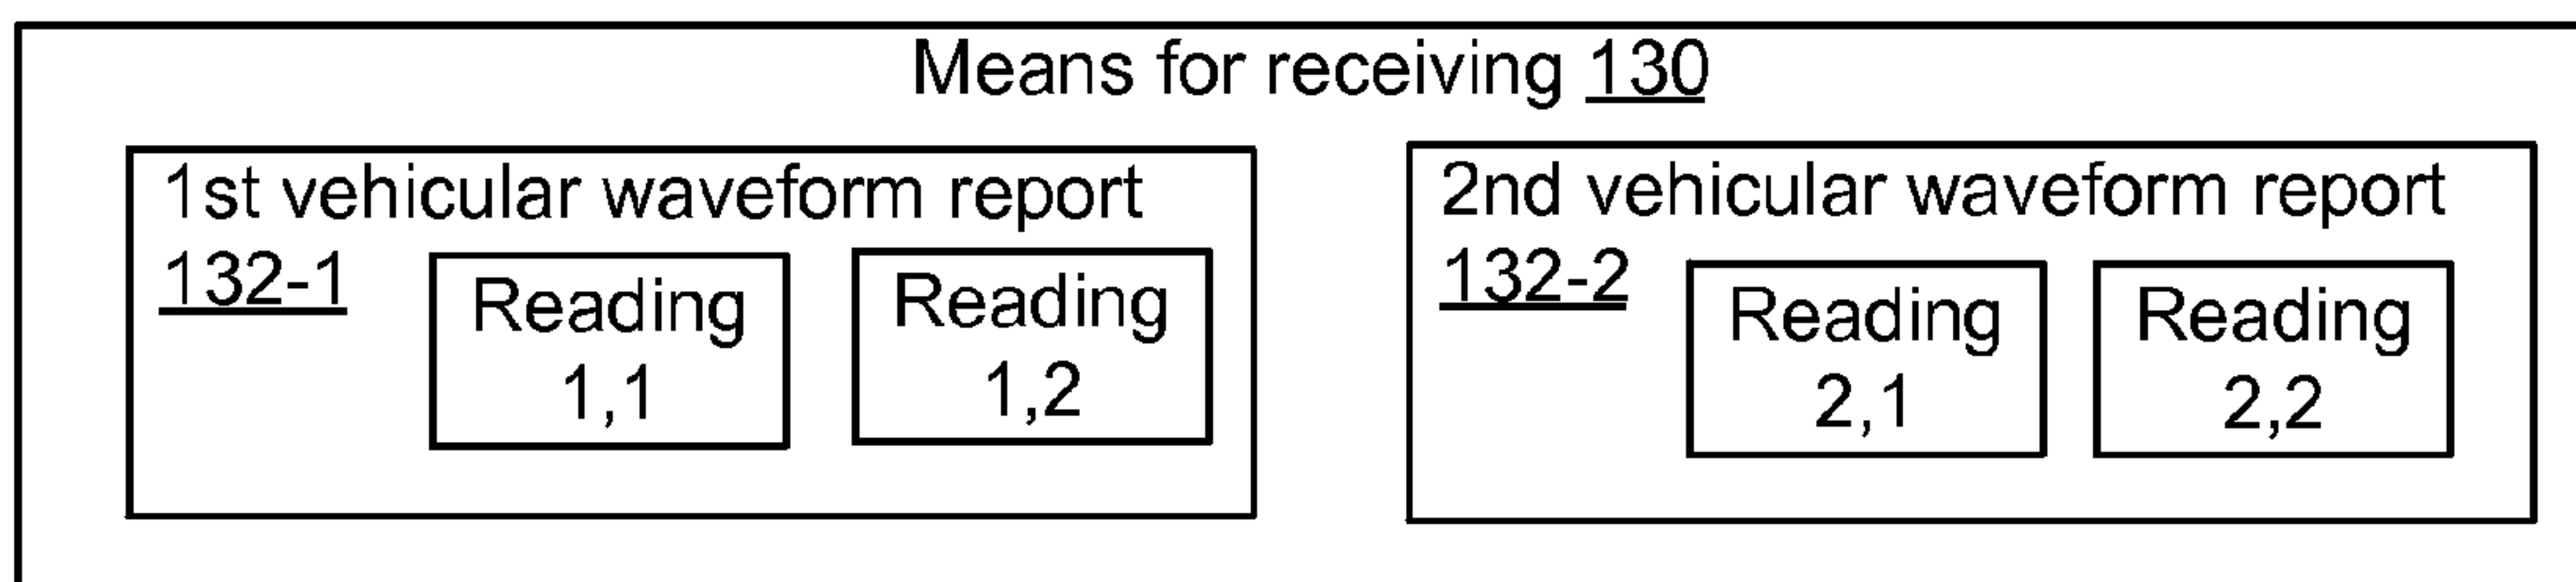 Means for receiving 130
1st vehicular waveform report
132-1
Reading
1,1
Reading
1,2
2nd vehicular waveform report
132-2
Reading
2,1
Reading
2,2